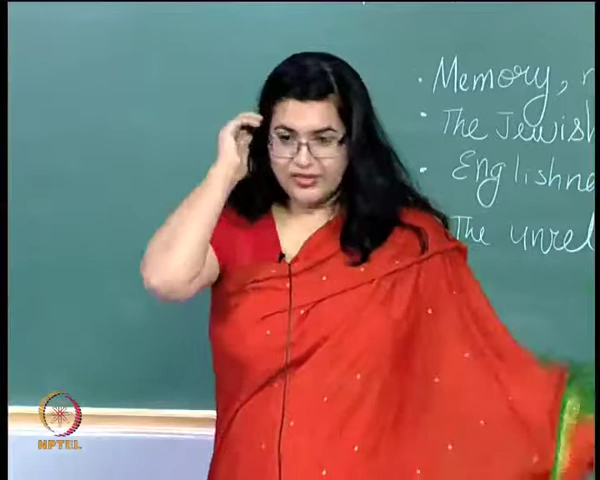 • Memory,
• The Jewish
• Englishne
The unrel
NPTEL